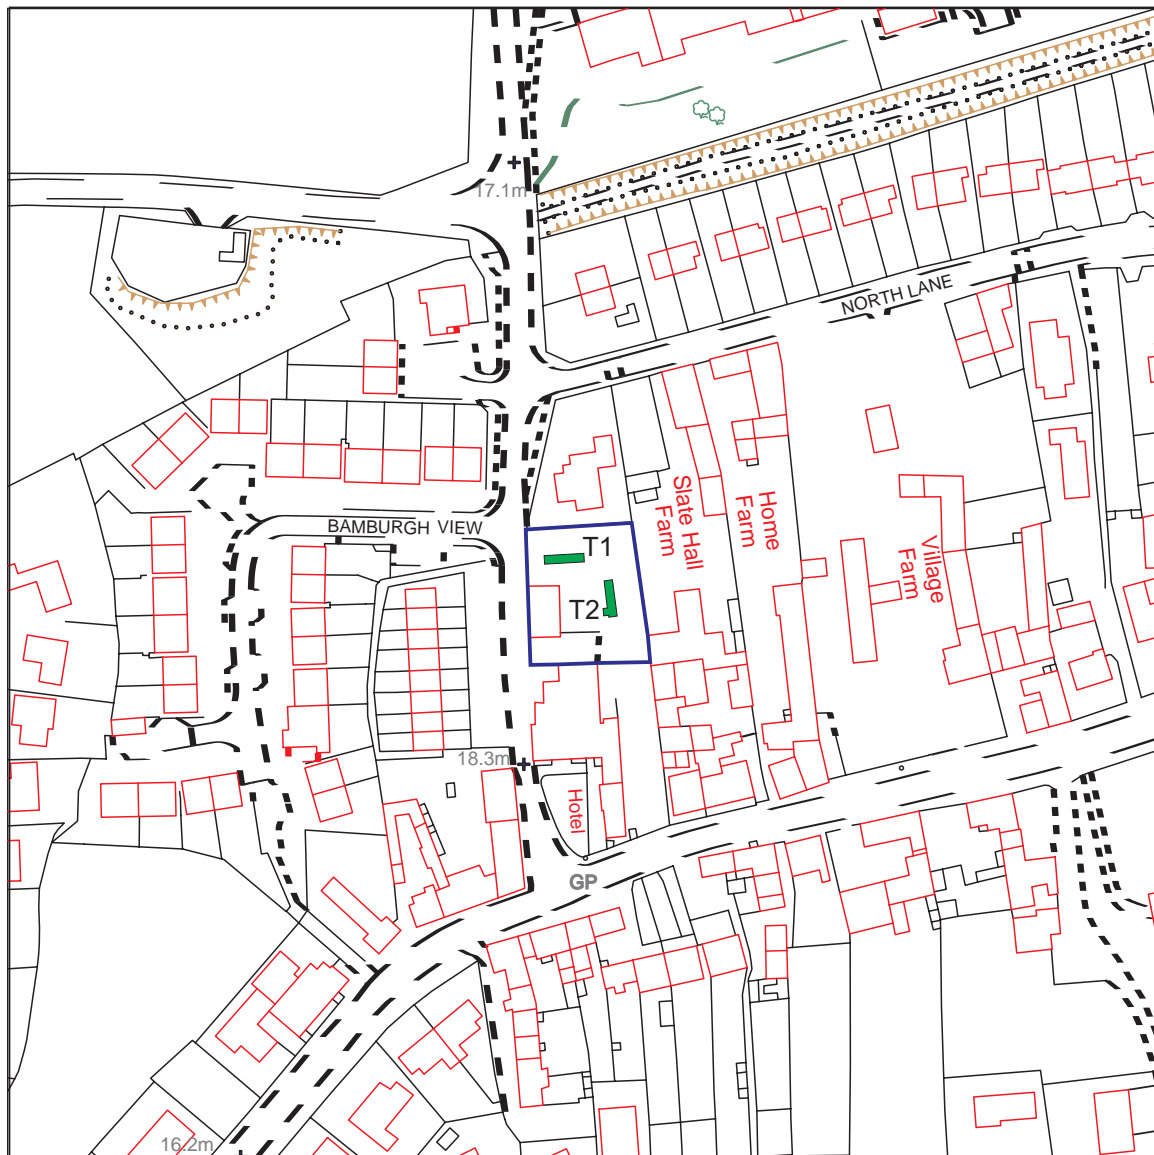 17.1m
NORTH LANE
BAMBURGH VIEW
Slate Hall
Farm
Home
Farm
Village
Farm
T1
T2
18.3m
Hotel
GP
16.2m